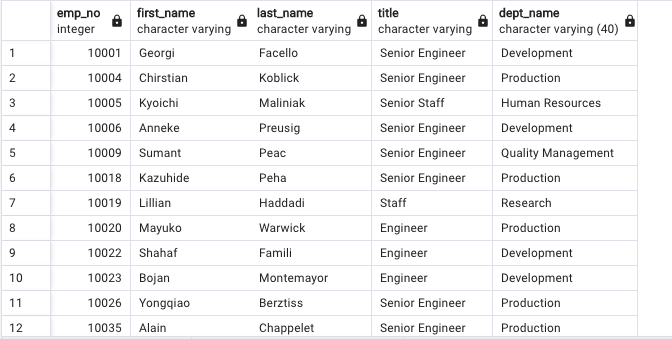 emp_no first_name last_name title dept_name
integer character varying character varying character varying character varying (40)
1 10001 Georgi Facello Senior Engineer Development
2 10004 Chirstian Koblick Senior Engineer Production
3 10005 Kyoichi Maliniak Senior Staff Human Resources
4 10006 Anneke Preusig Senior Engineer Development
5 10009 Sumant Peac Senior Engineer Quality Management
6 10018 Kazuhide Peha Senior Engineer Production
7 10019 Lillian Haddadi Staff Research
8 10020 Mayuko Warwick Engineer Production
9 10022 Shahaf Famili Engineer Development
10 10023 Bojan Montemayor Engineer Development
11 10026 Yongqiao Berztiss Senior Engineer Production
12 10035 Alain Chappelet Senior Engineer Production